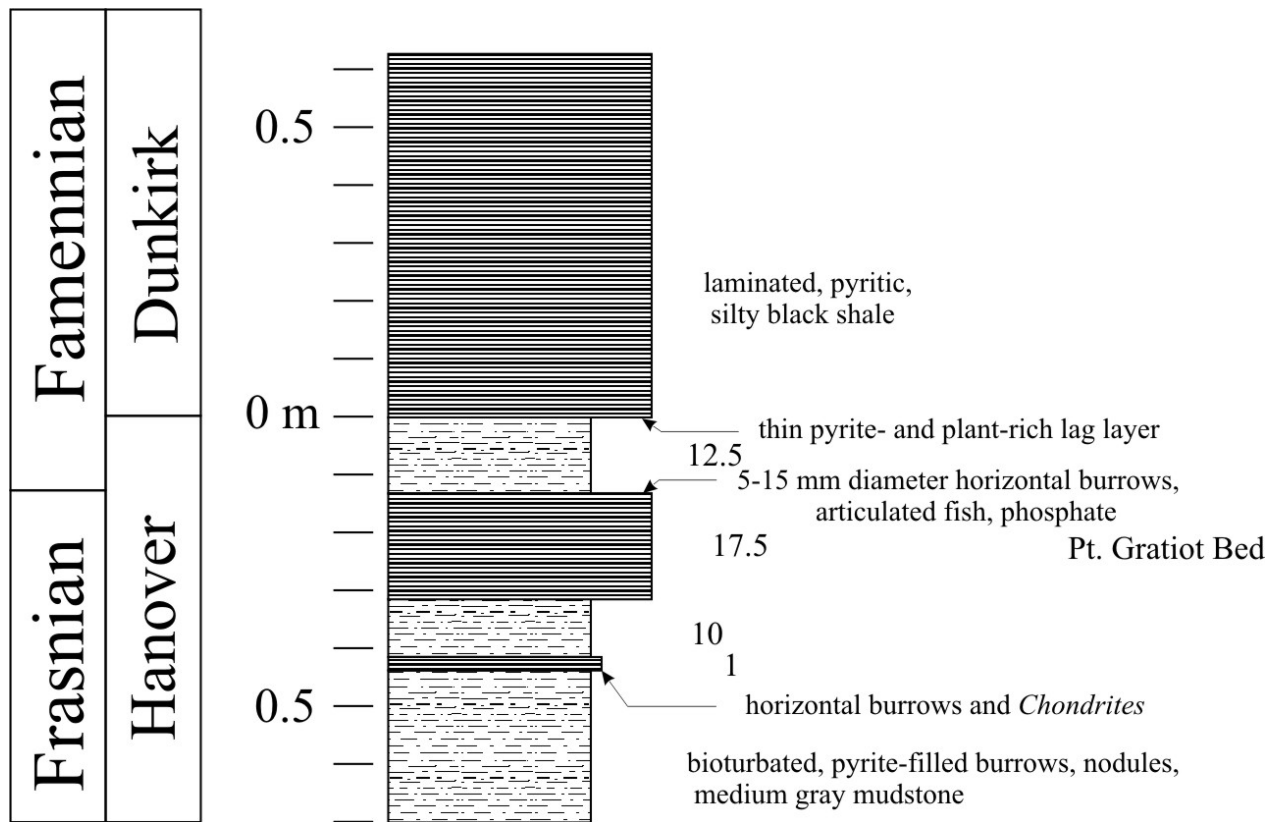 Famennian
Dunkirk
Frasnian
Hanover
0.5
0 m
0.5
laminated, pyritic,
silty black shale
thin pyrite- and plant-rich lag layer
12.5
5-15 mm diameter horizontal burrows,
articulated fish, phosphate
17.5
Pt. Gratiot Bed
10
1
horizontal burrows and Chondrites
bioturbated, pyrite-filled burrows, nodules,
medium gray mudstone